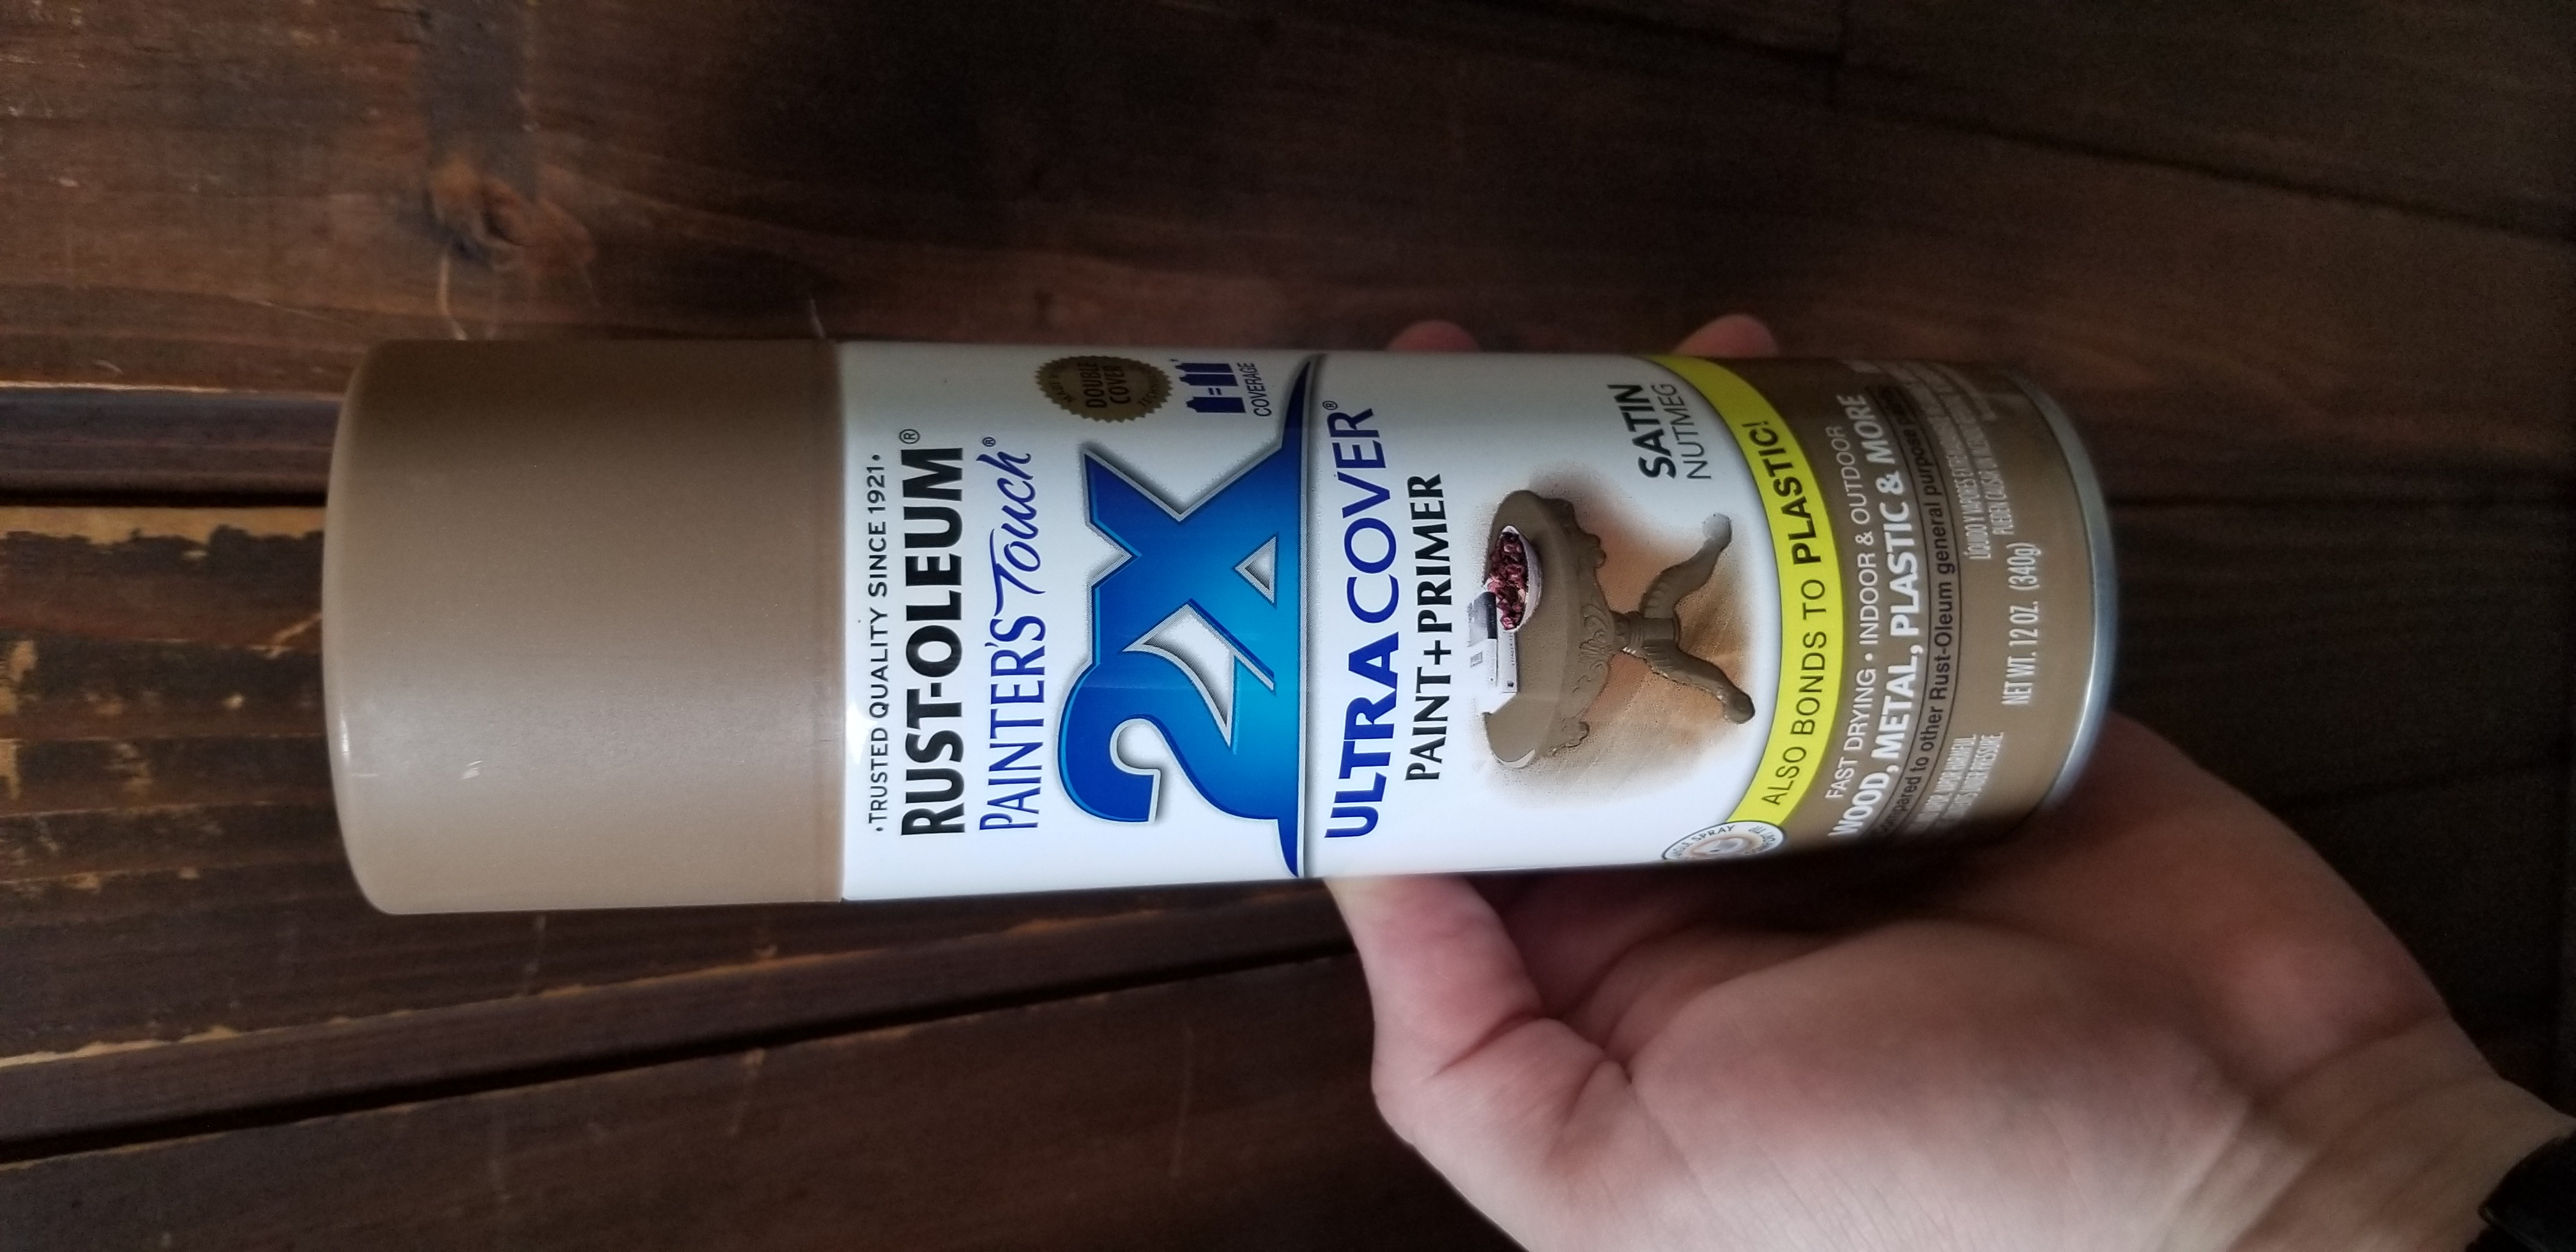 •TRUSTED QUALITY SINCE 1921•
RUST-OLEUM®
PAINTER'S Touch®
DOUBLE
COVER
2X
COVERAGE
ULTRA COVER®
PAINT+PRIMER
SATIN
NUTMEG
ALSO BONDS TO PLASTIC!
SPRAY
FAST DRYING • INDOOR & OUTDOOR
WOOD, METAL, PLASTIC & MORE
to other Rust-Oleum general purpose
NET WT. 12 OZ. (340g)